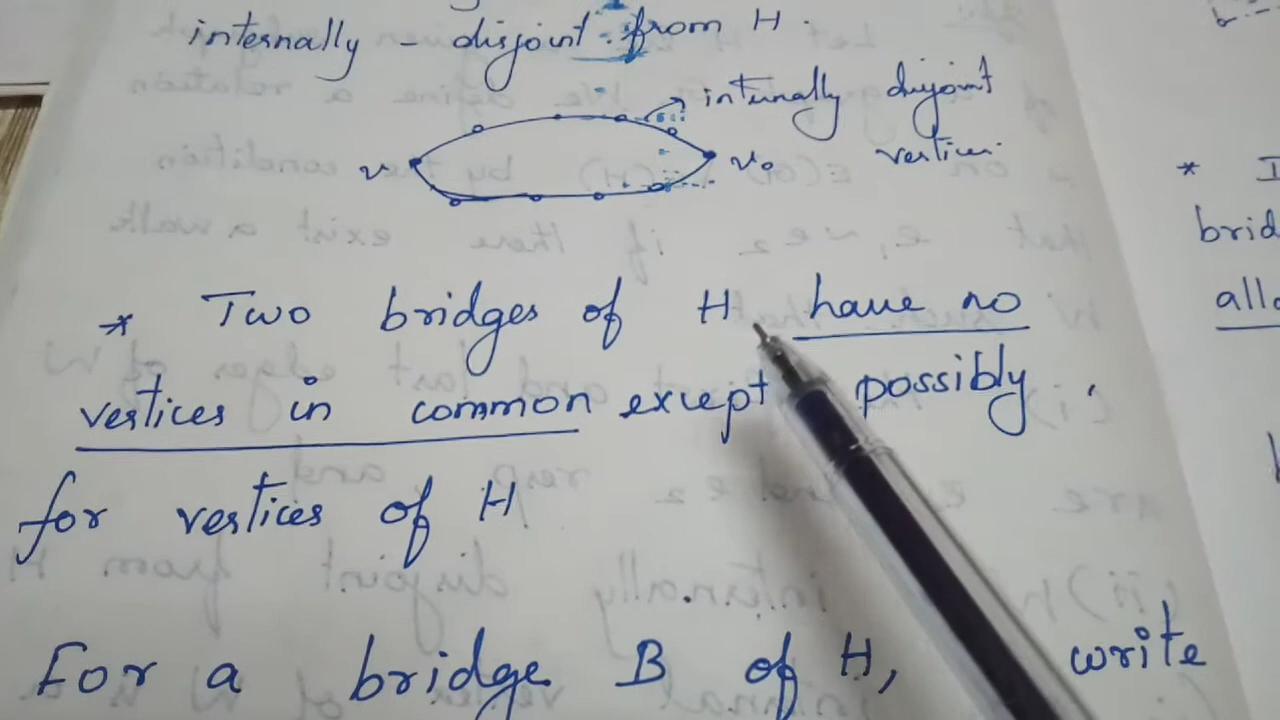 internally - disjoint from H.
internally disjoint
v v₀
* Two bridges of H have no
vertices in common except possibly
for vertices of H
For a bridge B of H, write
* I
brid